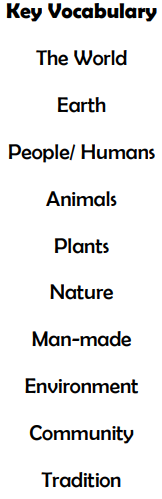 Key Vocabulary
The World
Earth
People/ Humans
Animals
Plants
Nature
Man-made
Environment
Community
Tradition